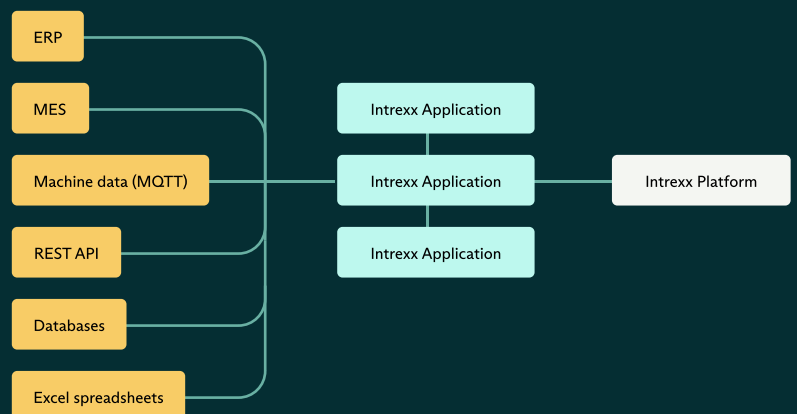 ERP
MES
Machine data (MQTT)
REST API
Databases
Excel spreadsheets
Intrexx Application
Intrexx Application
Intrexx Application
Intrexx Platform